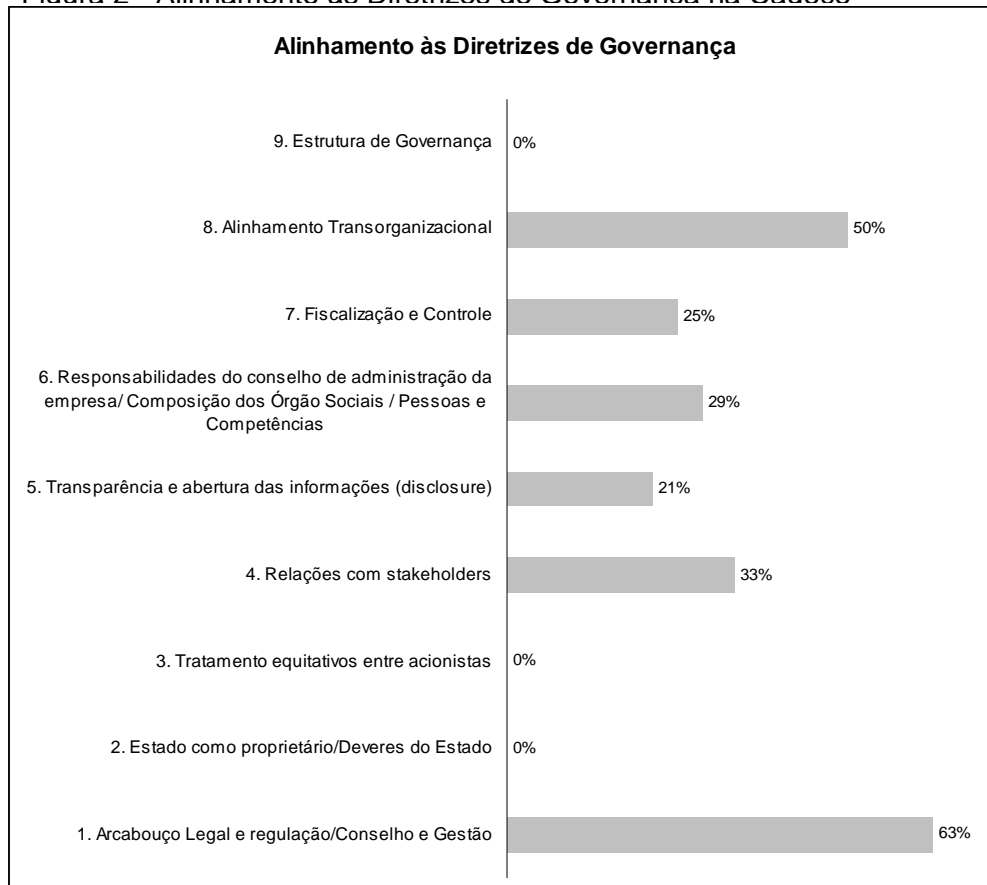 Alinhamento às Diretrizes de Governança
9. Estrutura de Governança
0%
8. Alinhamento Transorganizacional
50%
7. Fiscalização e Controle
25%
6. Responsabilidades do conselho de administração da
empresa/ Composição dos Órgão Sociais / Pessoas e
Competências
29%
5. Transparência e abertura das informações (disclosure)
21%
4. Relações com stakeholders
33%
3. Tratamento equitativos entre acionistas
0%
2. Estado como proprietário/Deveres do Estado
0%
1. Arcabouço Legal e regulação/Conselho e Gestão
63%